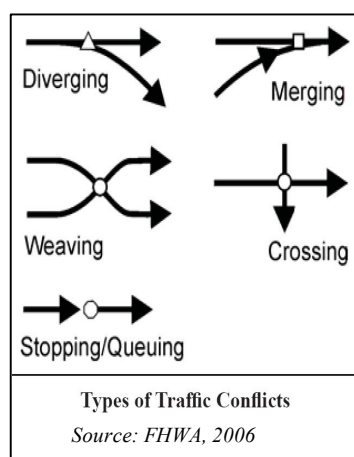 Diverging
Merging
Weaving
Crossing
Stopping/Queuing
Types of Traffic Conflicts
Source: FHWA, 2006